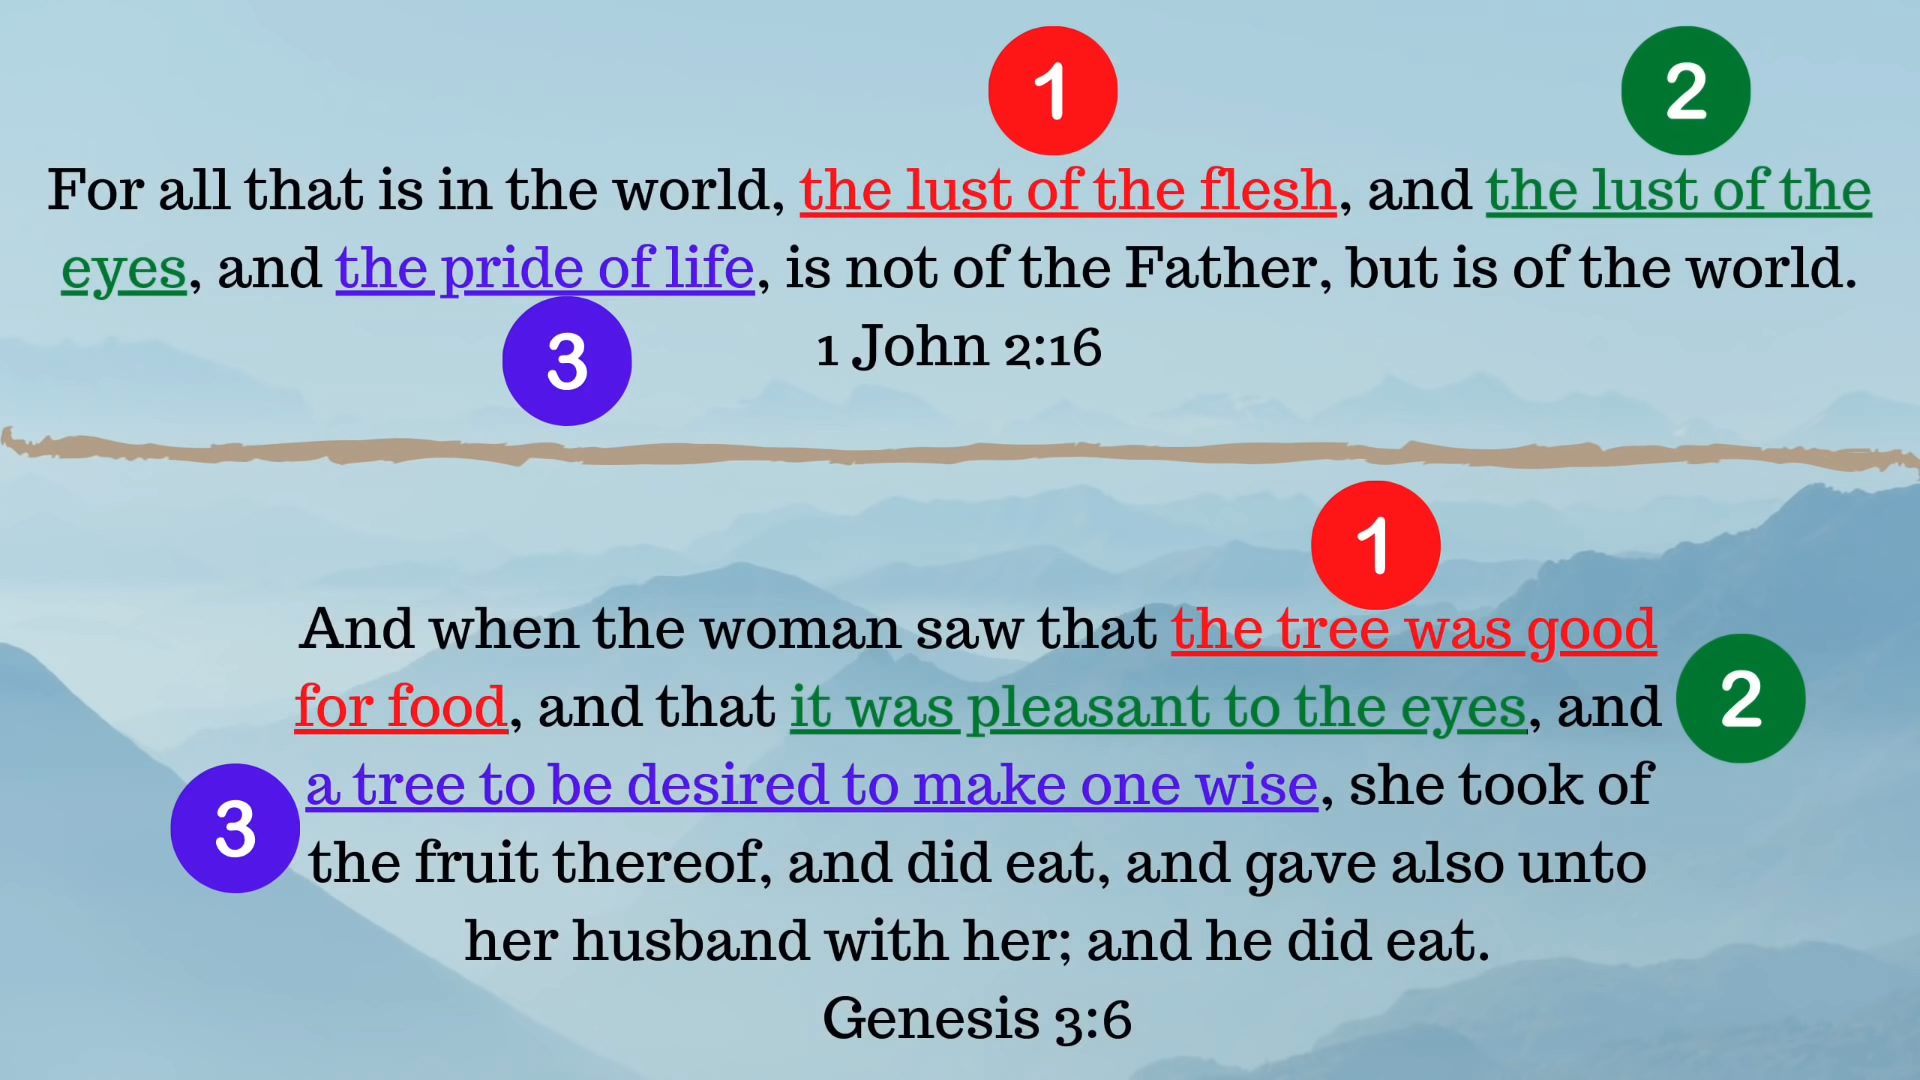 1
2
For all that is in the world, the lust of the flesh, and the lust of the
eyes, and the pride of life, is not of the Father, but is of the world.
3
1 John 2:16
1
And when the woman saw that the tree was good
for food, and that it was pleasant to the eyes, and
2
a tree to be desired to make one wise, she took of
3
the fruit thereof, and did eat, and gave also unto
her husband with her; and he did eat.
Genesis 3:6